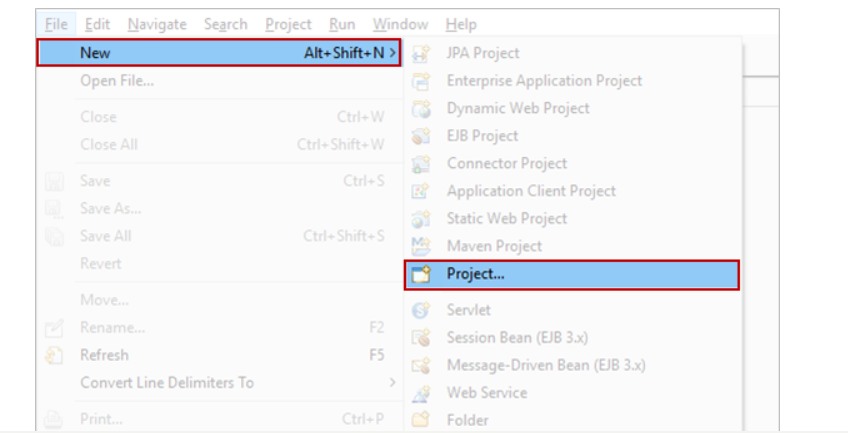 File Edit Navigate Search Project Run Window Help
New Alt+Shift+N >
Open File...
Close Ctrl+W
Close All Ctrl+Shift+W
Save Ctrl+S
Save As...
Save All Ctrl+Shift+S
Revert
Move...
Rename... F2
Refresh F5
Convert Line Delimiters To >
Print... Ctrl+P
JPA Project
Enterprise Application Project
Dynamic Web Project
EJB Project
Connector Project
Application Client Project
Static Web Project
Maven Project
Project...
Servlet
Session Bean (EJB 3.x)
Message-Driven Bean (EJB 3.x)
Web Service
Folder